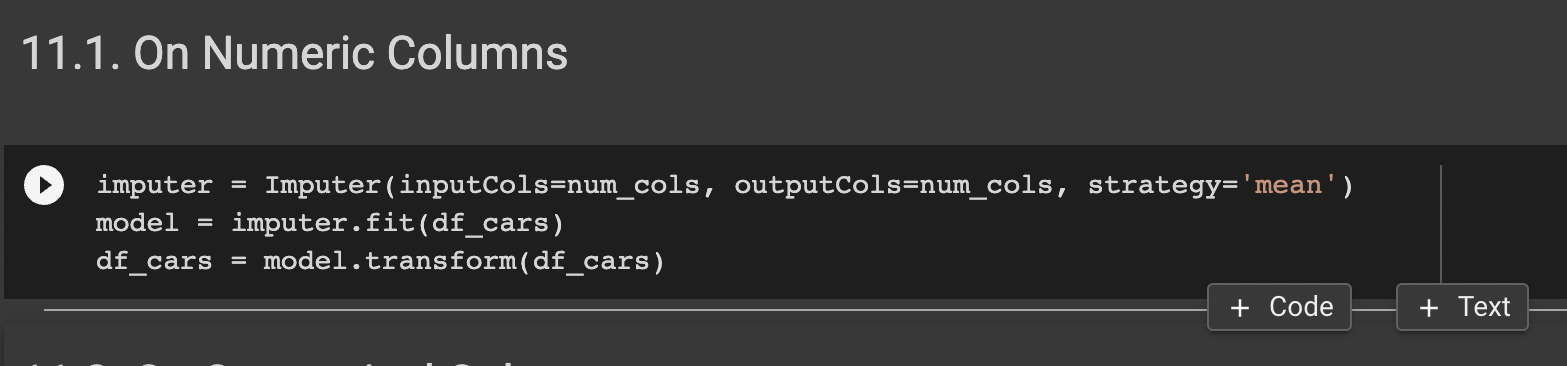 11.1. On Numeric Columns
imputer = Imputer(inputCols=num_cols, outputCols=num_cols, strategy='mean')
model = imputer.fit(df_cars)
df_cars = model.transform(df_cars)
+ Code + Text